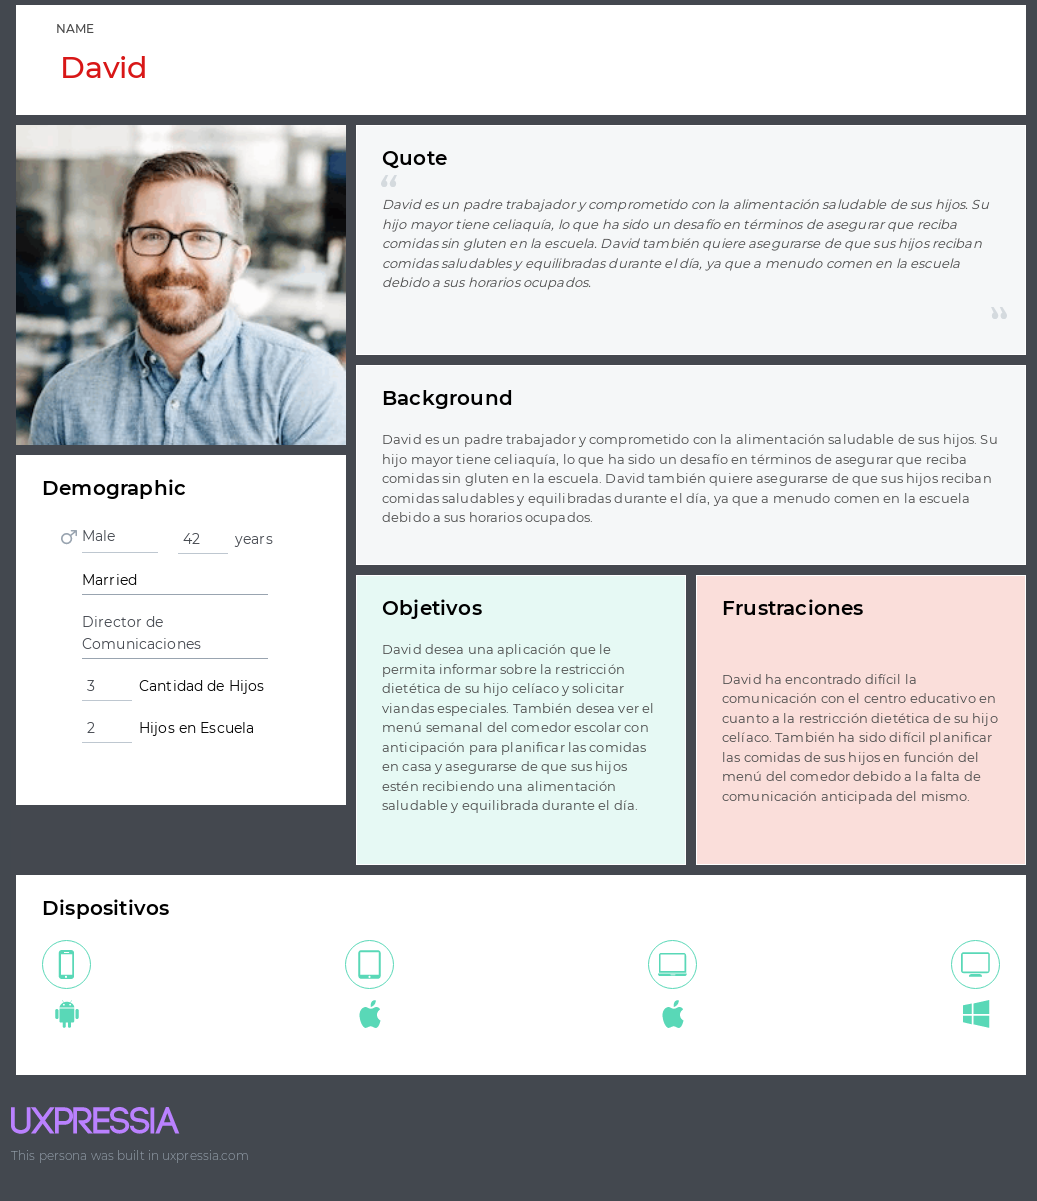 NAME
David
Quote
“
David es un padre trabajador y comprometido con la alimentación saludable de sus hijos. Su
hijo mayor tiene celiaquía, lo que ha sido un desafío en términos de asegurar que reciba
comidas sin gluten en la escuela. David también quiere asegurarse de que sus hijos reciban
comidas saludables y equilibradas durante el día, ya que a menudo comen en la escuela
debido a sus horarios ocupados.
”
Background
David es un padre trabajador y comprometido con la alimentación saludable de sus hijos. Su
hijo mayor tiene celiaquía, lo que ha sido un desafío en términos de asegurar que reciba
comidas sin gluten en la escuela. David también quiere asegurarse de que sus hijos reciban
comidas saludables y equilibradas durante el día, ya que a menudo comen en la escuela
debido a sus horarios ocupados.
Demographic
Male 42 years
Married
Director de
Comunicaciones
3 Cantidad de Hijos
2 Hijos en Escuela
Objetivos
David desea una aplicación que le
permita informar sobre la restricción
dietética de su hijo celíaco y solicitar
viandas especiales. También desea ver el
menú semanal del comedor escolar con
anticipación para planificar las comidas
en casa y asegurarse de que sus hijos
estén recibiendo una alimentación
saludable y equilibrada durante el día.
Frustraciones
David ha encontrado difícil la
comunicación con el centro educativo en
cuanto a la restricción dietética de su hijo
celíaco. También ha sido difícil planificar
las comidas de sus hijos en función del
menú del comedor debido a la falta de
comunicación anticipada del mismo.
Dispositivos
UXPRESSIA
This persona was built in uxpressia.com